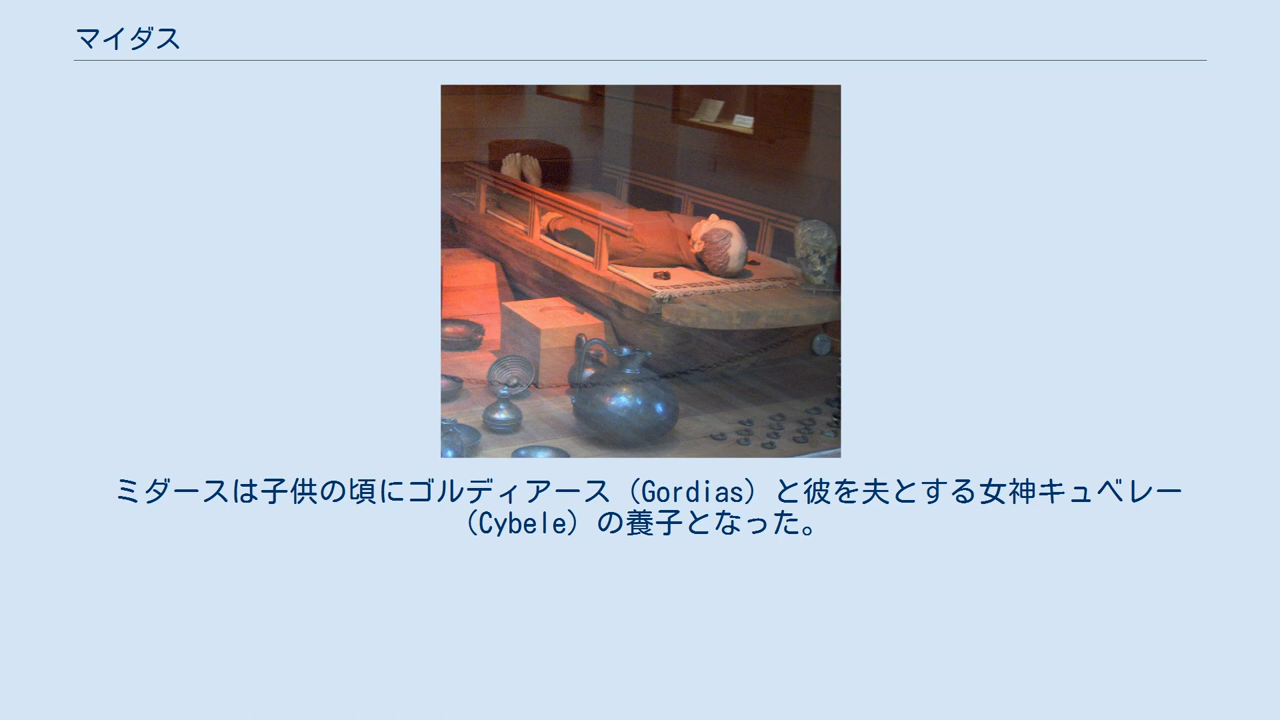 マイダス
ミダースは子供の頃にゴルディアース（Gordias）と彼を夫とする女神キュベレー
（Cybele）の養子となった。